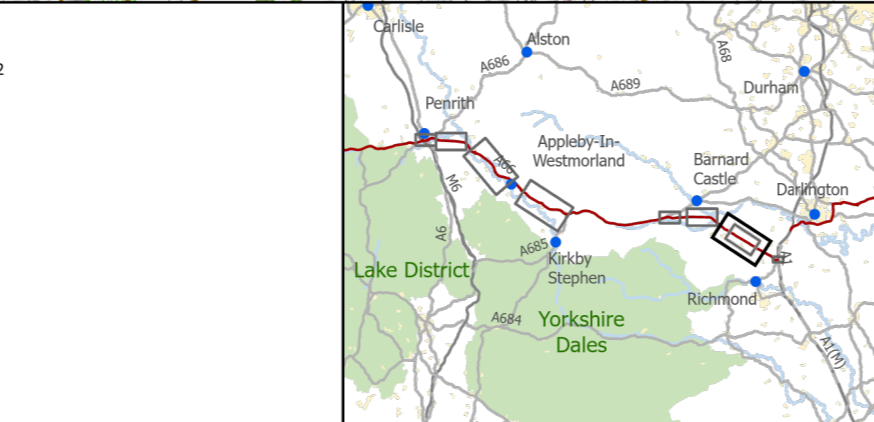 2
Carlisle
Alston
A686
A689
A68
Durham
Penrith
Appleby-In-
Westmorland
A66
M6
Barnard
Castle
Darlington
A6
A685
Kirkby
Stephen
A1
Lake District
Richmond
A684
Yorkshire
Dales
A1(M)